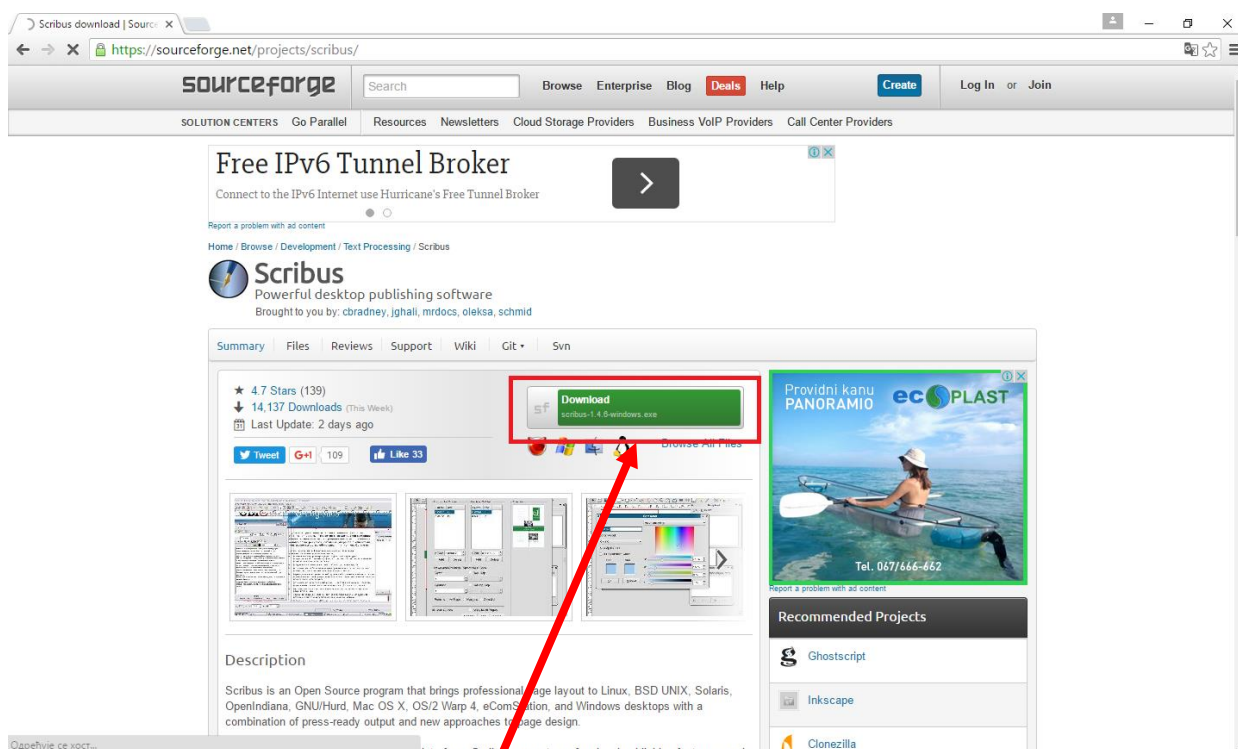 Scribus download | Source
https://sourceforge.net/projects/scribus/
sourceforge
Search
Browse Enterprise Blog Deals Help
Create
Log In or Join
SOLUTION CENTERS Go Parallel Resources Newsletters Cloud Storage Providers Business VoIP Providers Call Center Providers
Free IPv6 Tunnel Broker
Connect to the IPv6 Internet use Hurricane's Free Tunnel Broker
Report a problem with ad content
Home / Browse / Development / Text Processing / Scribus
Scribus
Powerful desktop publishing software
Brought to you by: cbradney, jghali, mrdocs, oleksa, schmid
Summary Files Reviews Support Wiki Git Svn
4.7 Stars (139)
14,137 Downloads (This Week)
Last Update: 2 days ago
Tweet G+1 109 Like 33
sf Download
scribus-1.4.6-windows.exe
Browse All Files
Providni kanu
PANORAMIO
ECOPLAST
Tel. 067/666-662
Report a problem with ad content
Recommended Projects
Ghostscript
Inkscape
Clonezilla
Description
Scribus is an Open Source program that brings professional page layout to Linux, BSD UNIX, Solaris,
OpenIndiana, GNU/Hurd, Mac OS X, OS/2 Warp 4, eComStation, and Windows desktops with a
combination of press-ready output and new approaches to page design.
Одређује се хост...